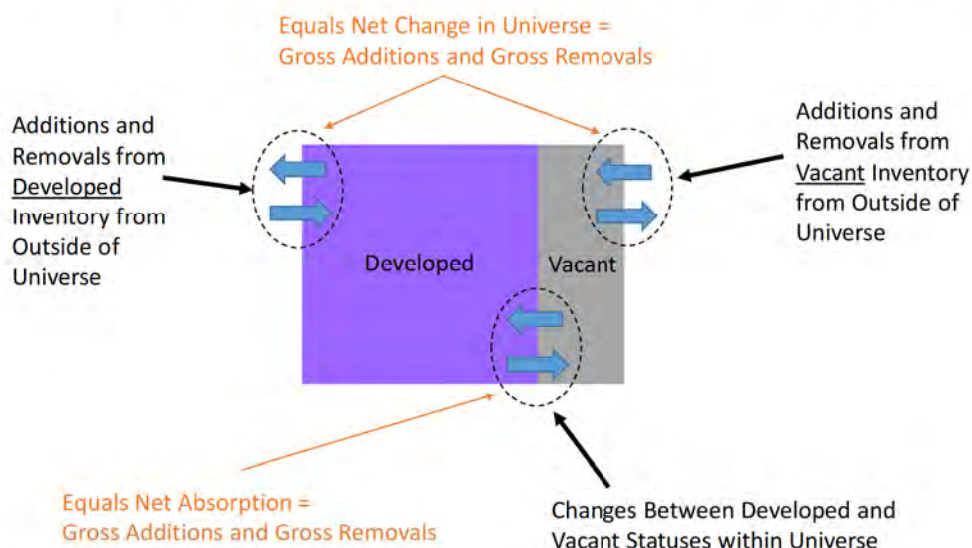 Equals Net Change in Universe =
Gross Additions and Gross Removals
Additions and
Removals from
Developed
Inventory from
Outside of
Universe
Additions and
Removals from
Vacant Inventory
from Outside of
Universe
Developed
Vacant
Equals Net Absorption =
Gross Additions and Gross Removals
Changes Between Developed and
Vacant Statuses within Universe